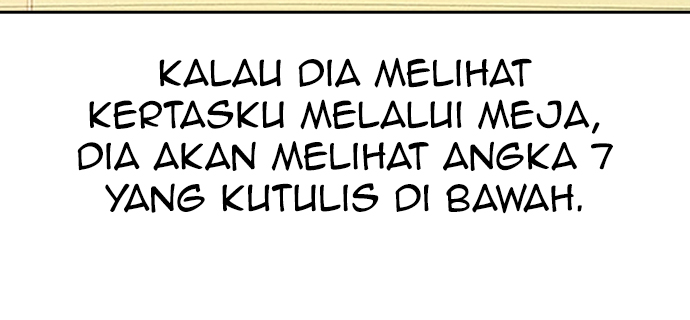 KALAU DIA MELIHAT
KERTASKU MELALUI MEJA,
DIA AKAN MELIHAT ANGKA 7
YANG KUTULIS DI BAWAH.